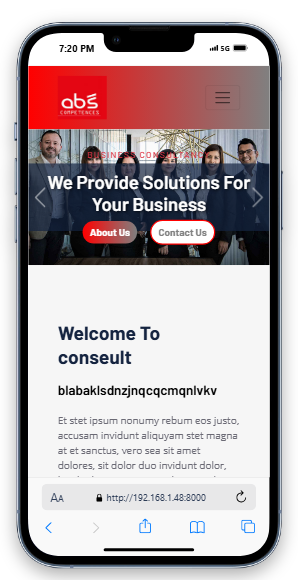 7:20 PM
5G
abs
COMPETENCES
BUSINESS CONSULTANCY
We Provide Solutions For
Your Business
About Us
Contact Us
Welcome To
conseult
blabaklsdnzjnqcqcmqnlvkv
Et stet ipsum nonumy rebum eos justo,
accusam invidunt aliquyam stet magna
at et sanctus, vero sea sit amet
dolores, sit dolor duo invidunt dolor,
AA
http://192.168.1.48:8000